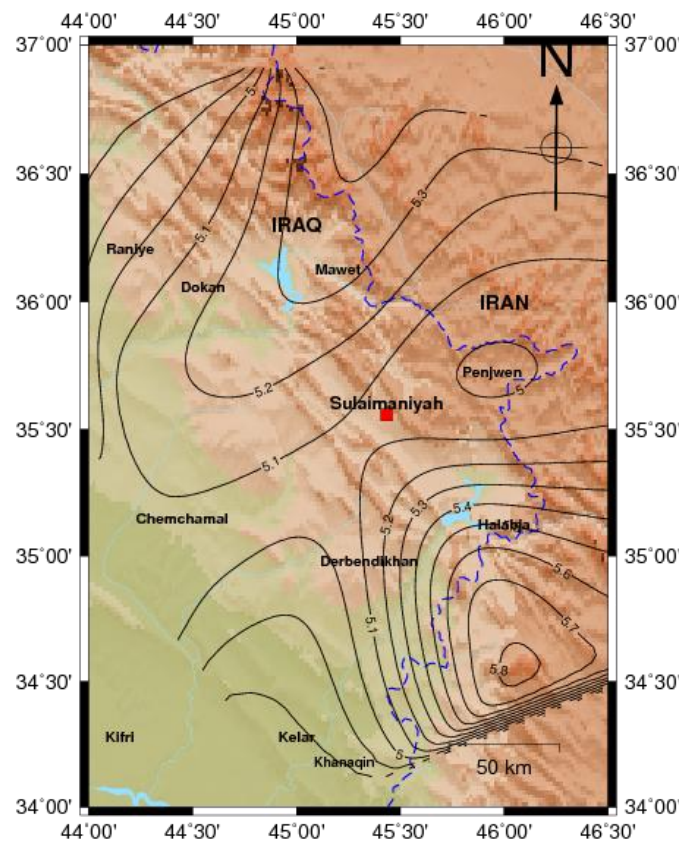 44˚00' 44˚30' 45˚00' 45˚30' 46˚00' 46˚30'
37˚00' 37˚00'
N
5
36˚30' 36˚30'
5.3
IRAQ
5.1
Raniye
Mawet
Dokan
36˚00' IRAN 36˚00'
Penjwen
5.2 5
Sulaimaniyah
35˚30' 35˚30'
5.1
5.4
5.3
Chemchamal 5.2 Halabja
35˚00' 35˚00'
Derbendikhan
5.6
5.1 5.7
5.8
34˚30' 34˚30'
Kifri Kelar
5
Khanaqin
50 km
34˚00' 34˚00'
44˚00' 44˚30' 45˚00' 45˚30' 46˚00' 46˚30'